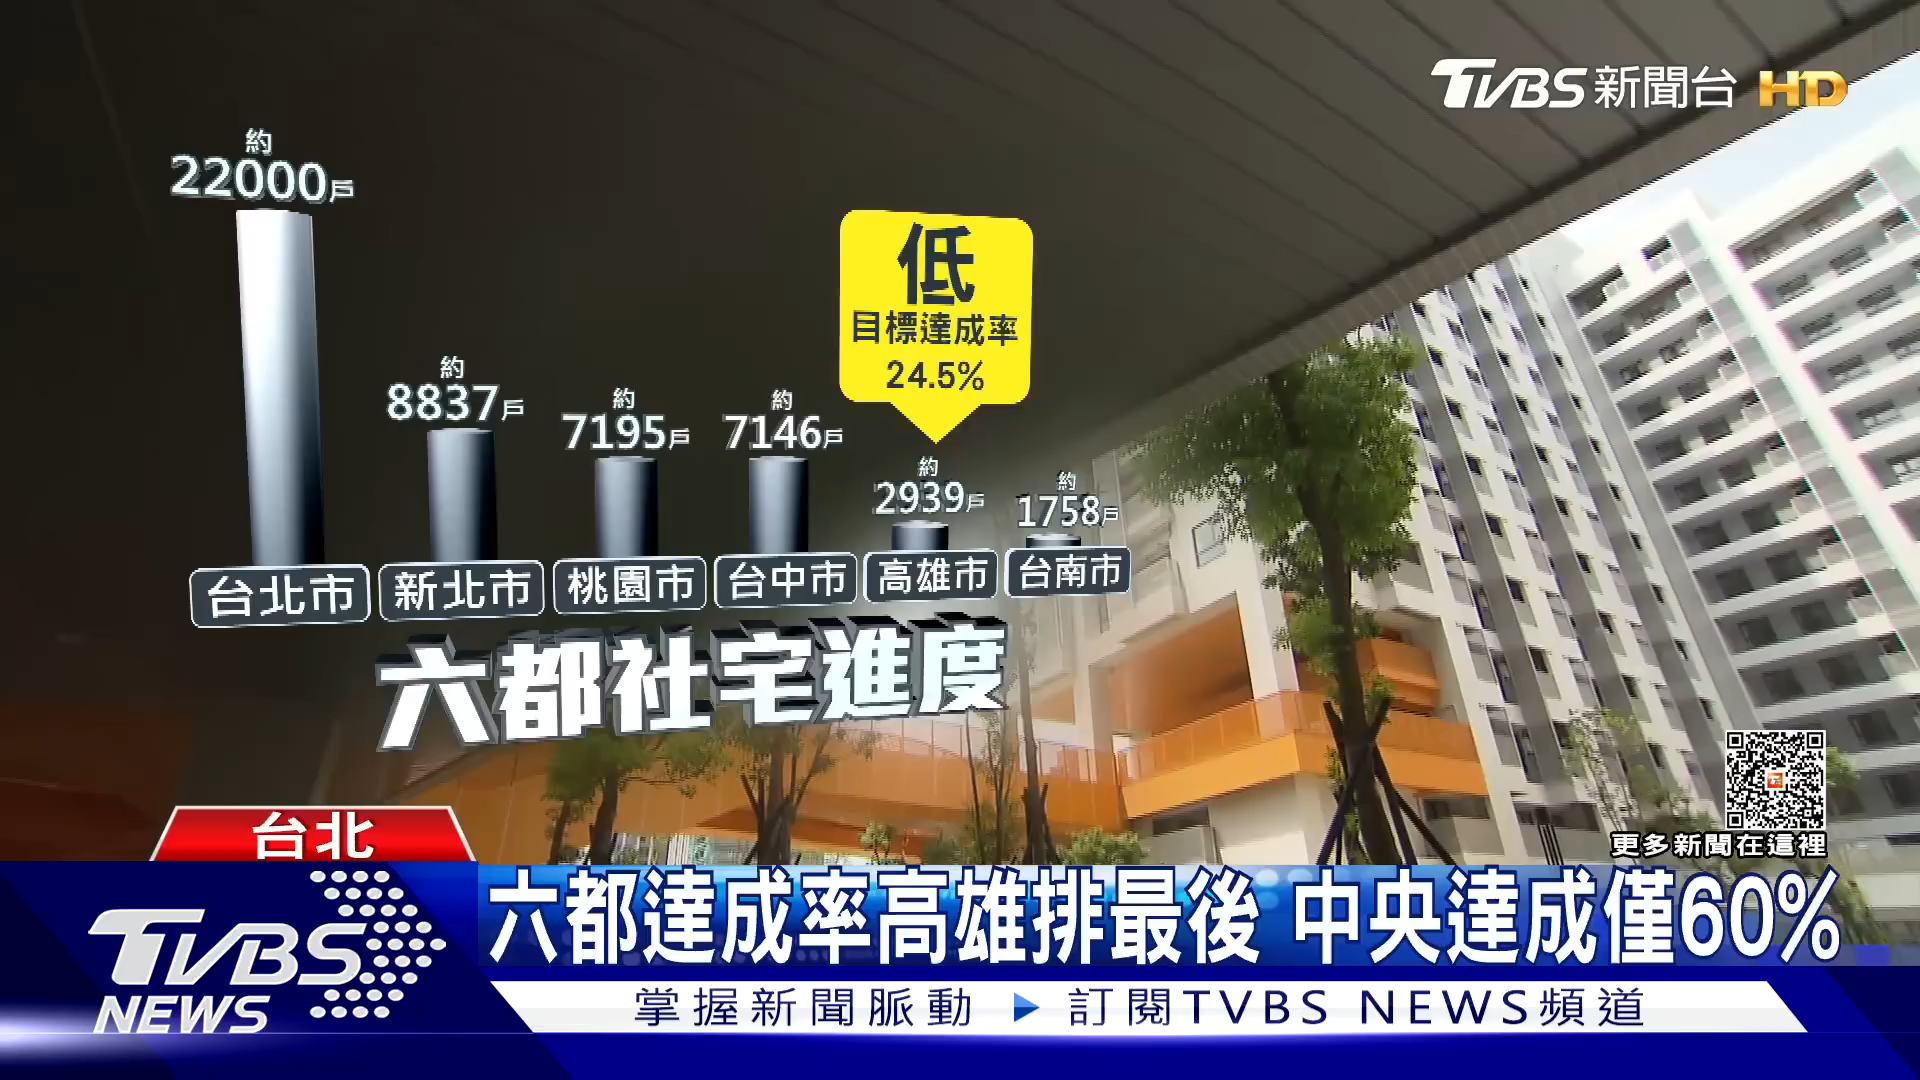 TVBS新聞台 HD
約
22000戶
約
8837戶
約
7195戶
約
7146戶
低
目標達成率
24.5%
約
2939戶
約
1758戶
台北市 新北市 桃園市 台中市 高雄市 台南市
六都社宅進度
更多新聞在這裡
台北
六都達成率高雄排最後 中央達成僅60%
TVBS
NEWS
掌握新聞脈動 訂閱TVBS NEWS頻道